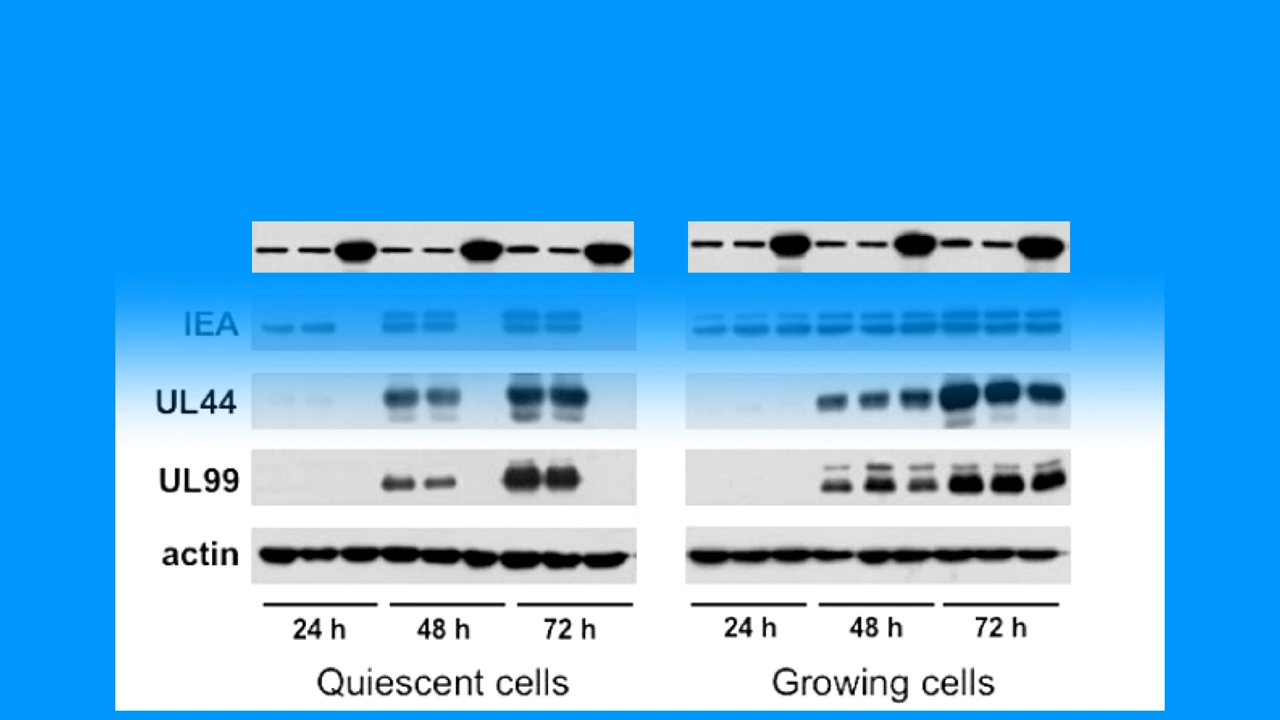 IEA
UL44
UL99
actin
24 h 48 h 72 h 24 h 48 h 72 h
Quiescent cells Growing cells